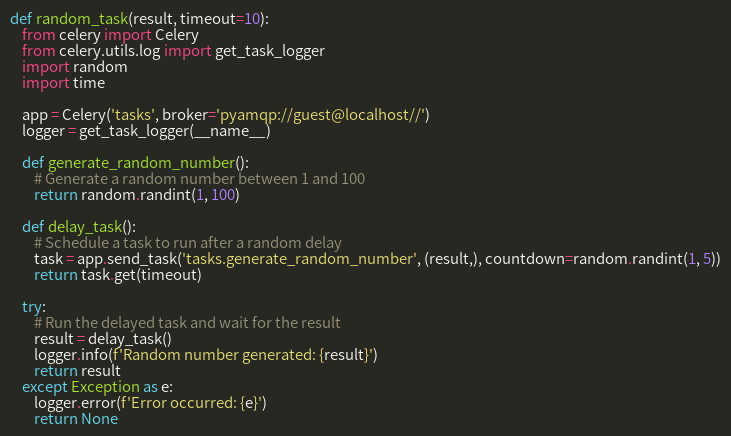 def random_task(result, timeout=10):
    from celery import Celery
    from celery.utils.log import get_task_logger
    import random
    import time

    app = Celery('tasks', broker='pyamqp://guest@localhost//')
    logger = get_task_logger(__name__)

    def generate_random_number():
        # Generate a random number between 1 and 100
        return random.randint(1, 100)

    def delay_task():
        # Schedule a task to run after a random delay
        task = app.send_task('tasks.generate_random_number', (result,), countdown=random.randint(1, 5))
        return task.get(timeout)

    try:
        # Run the delayed task and wait for the result
        result = delay_task()
        logger.info(f'Random number generated: {result}')
        return result
    except Exception as e:
        logger.error(f'Error occurred: {e}')
        return None